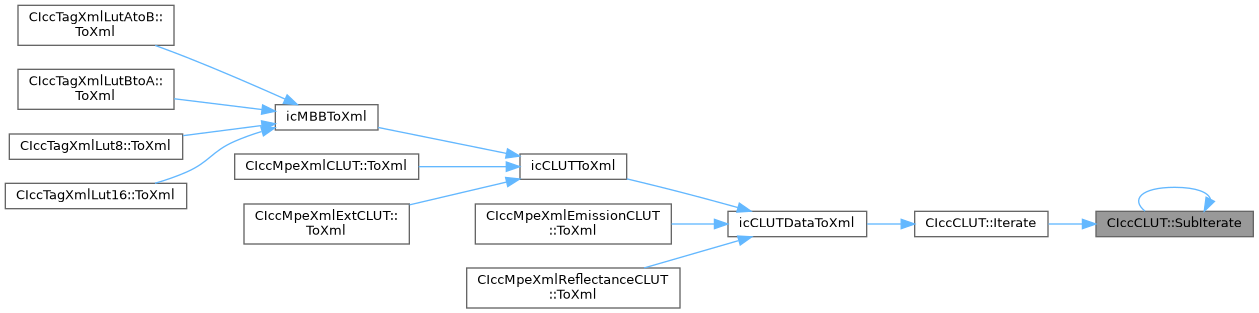 CIccTagXmlLutAtoB::
ToXml
CIccTagXmlLutBtoA::
ToXml
CIccTagXmlLut8::ToXml
CIccTagXmlLut16::ToXml
icMBBToXml
CIccMpeXmlCLUT::ToXml
CIccMpeXmlExtCLUT::
ToXml
icCLUTToXml
CIccMpeXmlEmissionCLUT
::ToXml
CIccMpeXmlReflectanceCLUT
::ToXml
icCLUTDataToXml
CIccCLUT::Iterate
CIccCLUT::SubIterate